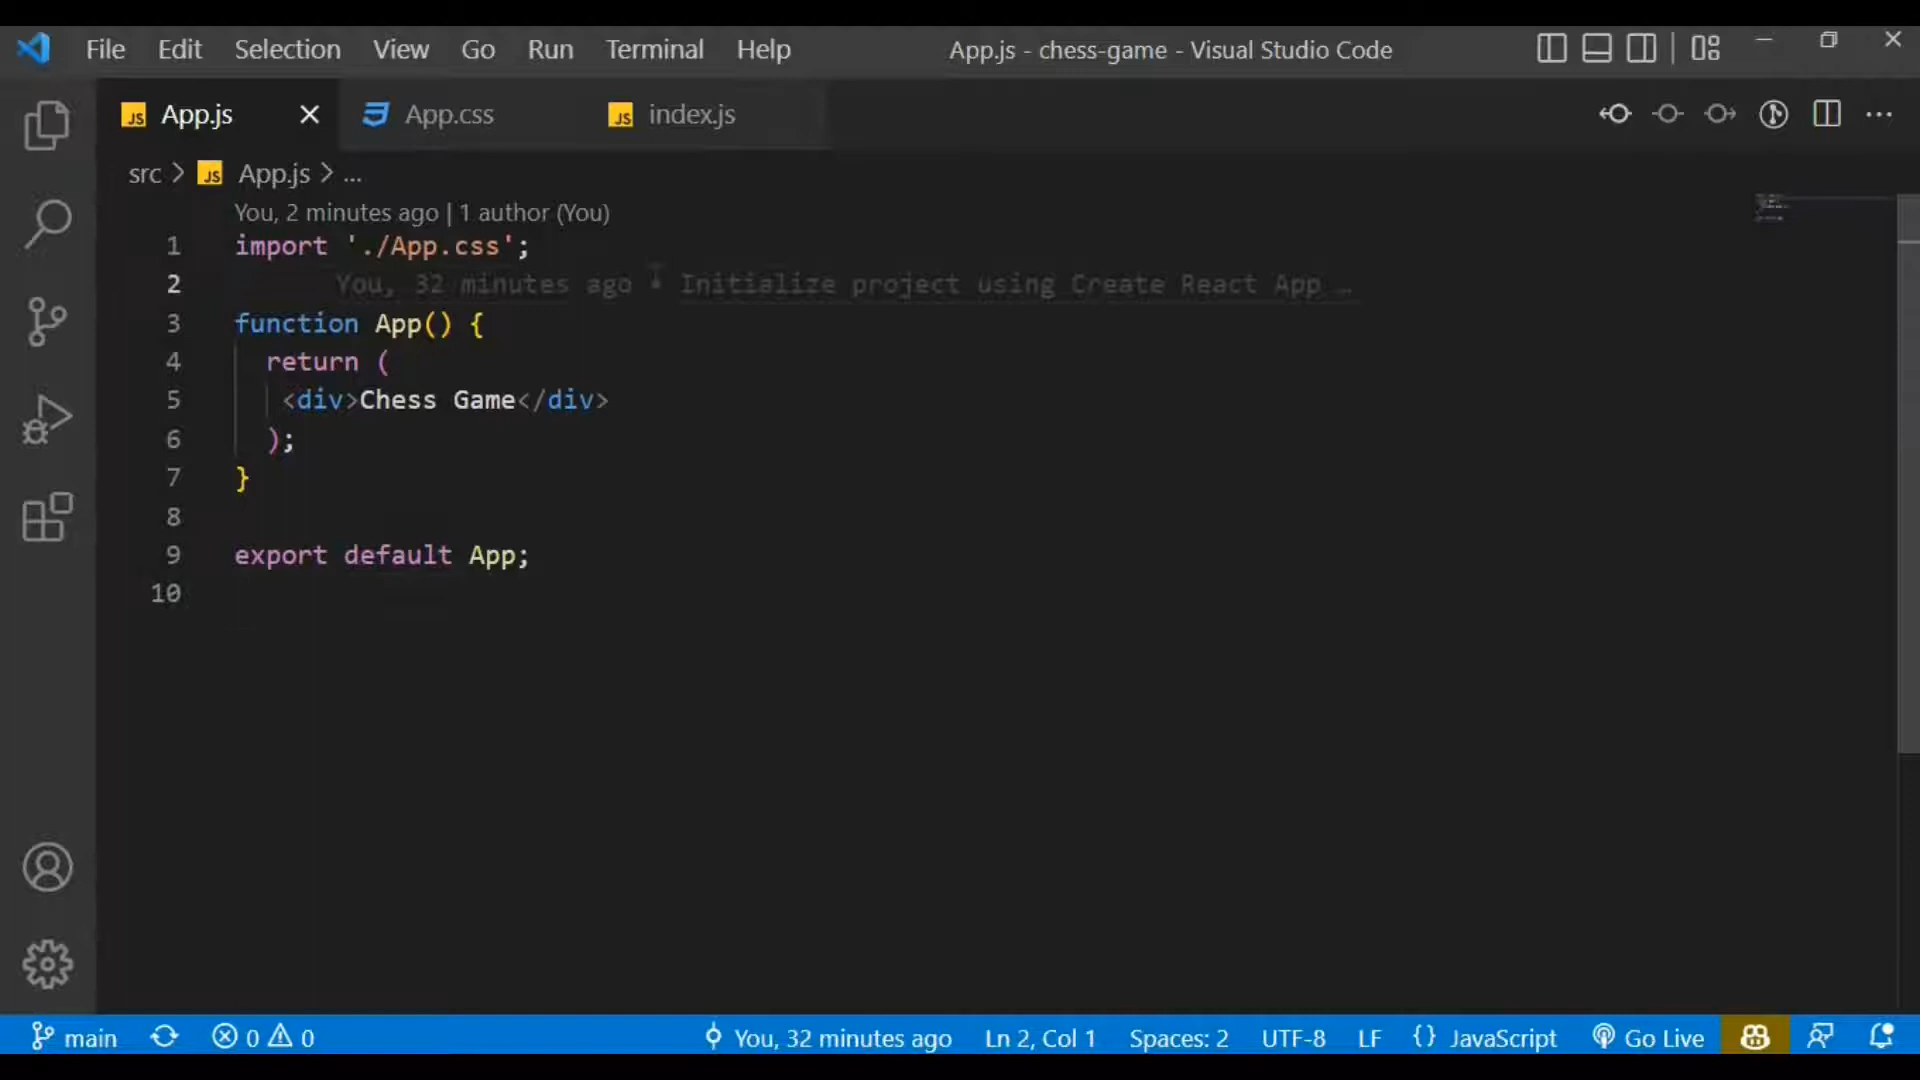 File Edit Selection View Go Run Terminal Help App.js - chess-game - Visual Studio Code
JS App.js App.css JS index.js
src > JS App.js > ...
You, 2 minutes ago | 1 author (You)
1 import './App.css';
2 You, 32 minutes ago • Initialize project using Create React App …
3 function App() {
4 return (
5 <div>Chess Game</div>
6 );
7 }
8
9 export default App;
10
main 0 0 You, 32 minutes ago Ln 2, Col 1 Spaces: 2 UTF-8 LF {} JavaScript Go Live